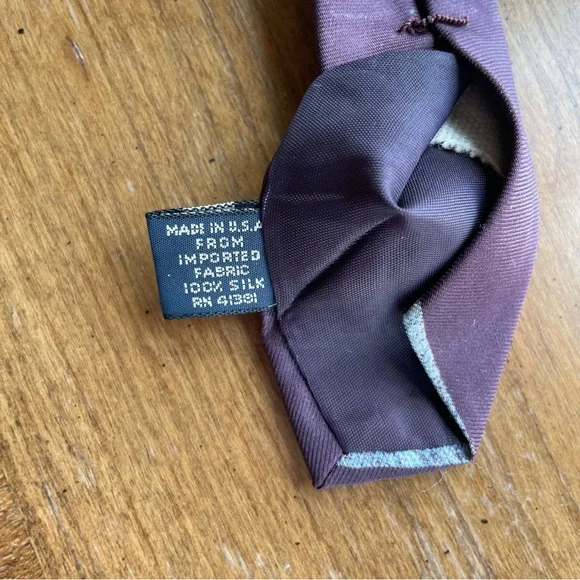 MADE IN U.S.A
FROM
IMPORTED
FABRIC
100% SILK
RN 41381